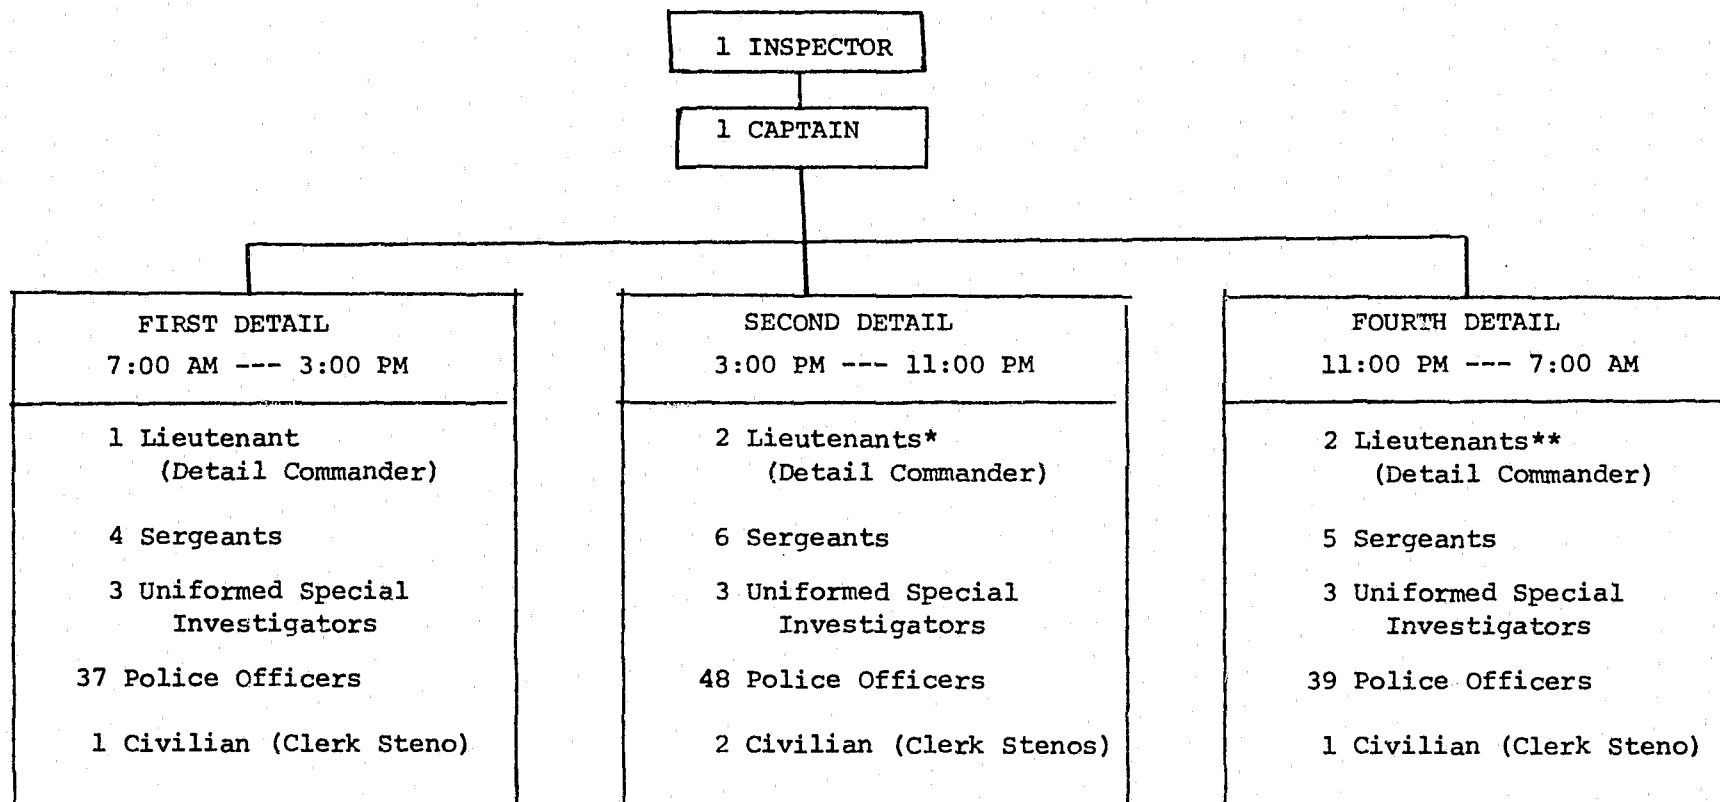 1 INSPECTOR
1 CAPTAIN
FIRST DETAIL
7:00 AM --- 3:00 PM
1 Lieutenant
(Detail Commander)
4 Sergeants
3 Uniformed Special
Investigators
37 Police Officers
1 Civilian (Clerk Steno)
SECOND DETAIL
3:00 PM --- 11:00 PM
2 Lieutenants*
(Detail Commander)
6 Sergeants
3 Uniformed Special
Investigators
48 Police Officers
2 Civilian (Clerk Stenos)
FOURTH DETAIL
11:00 PM --- 7:00 AM
2 Lieutenants**
(Detail Commander)
5 Sergeants
3 Uniformed Special
Investigators
39 Police Officers
1 Civilian (Clerk Steno)